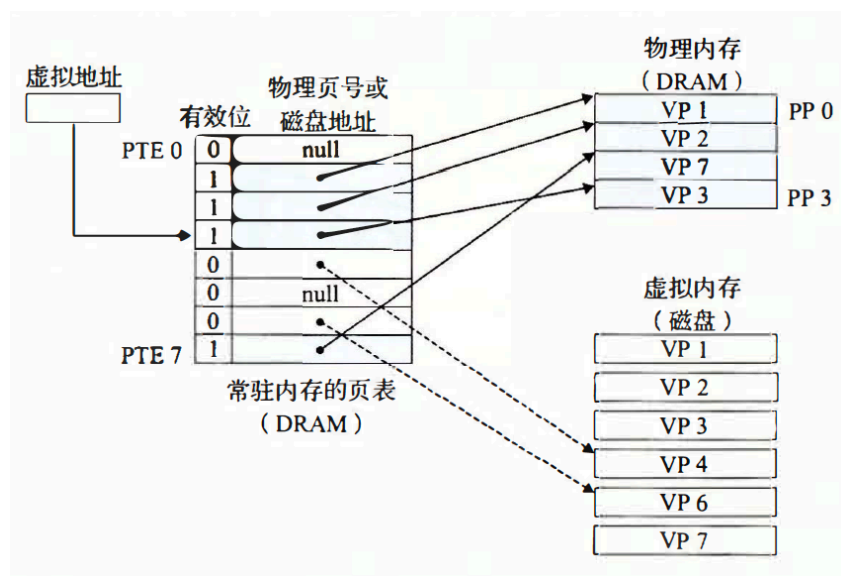 虚拟地址
有效位
物理页号或
磁盘地址
PTE 0
0
null
1
1
1
0
0
null
0
PTE 7
1
常驻内存的页表
（DRAM）
物理内存
（DRAM）
VP 1
PP 0
VP 2
VP 7
VP 3
PP 3
虚拟内存
（磁盘）
VP 1
VP 2
VP 3
VP 4
VP 6
VP 7